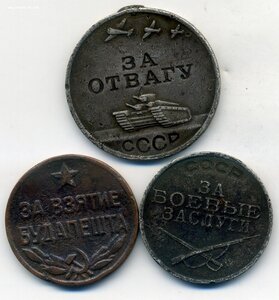 ЗА
ОТВАГУ
СССР
ЗА ВЗЯТИЕ
БУДАПЕШТА
СССР
ЗА
БОЕВЫЕ
ЗАСЛУГИ